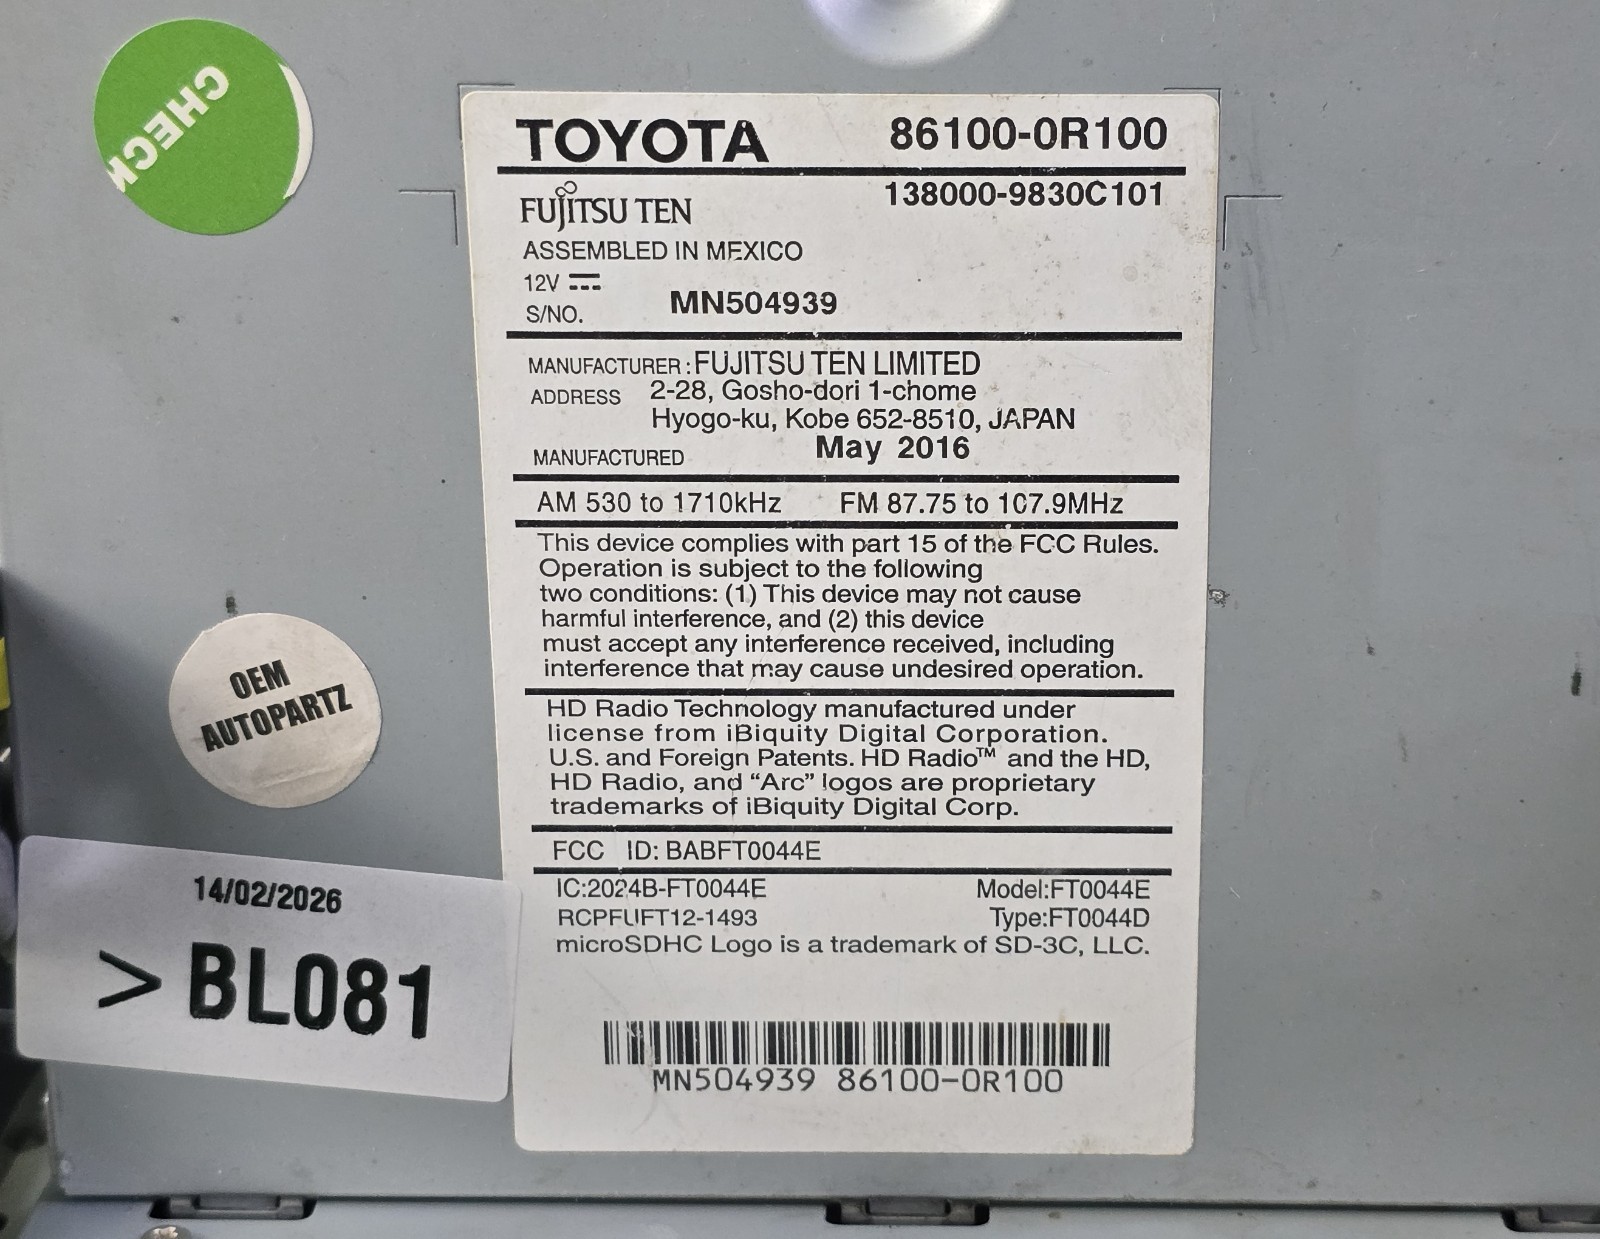 CHECK
TOYOTA 86100-0R100
FUJITSU TEN 138000-9830C101
ASSEMBLED IN MEXICO
12V
S/NO. MN504939
MANUFACTURER : FUJITSU TEN LIMITED
ADDRESS 2-28, Gosho-dori 1-chome
Hyogo-ku, Kobe 652-8510, JAPAN
MANUFACTURED May 2016
AM 530 to 1710kHz FM 87.75 to 107.9MHz
This device complies with part 15 of the FCC Rules.
Operation is subject to the following
two conditions: (1) This device may not cause
harmful interference, and (2) this device
must accept any interference received, including
interference that may cause undesired operation.
HD Radio Technology manufactured under
license from iBiquity Digital Corporation.
U.S. and Foreign Patents. HD Radio™ and the HD,
HD Radio, and “Arc” logos are proprietary
trademarks of iBiquity Digital Corp.
FCC ID: BABFT0044E
IC:2024B-FT0044E Model:FT0044E
RCPFUFT12-1493 Type:FT0044D
microSDHC Logo is a trademark of SD-3C, LLC.
MN504939 86100-0R100
OEM
AUTOPARTZ
14/02/2026
> BL081